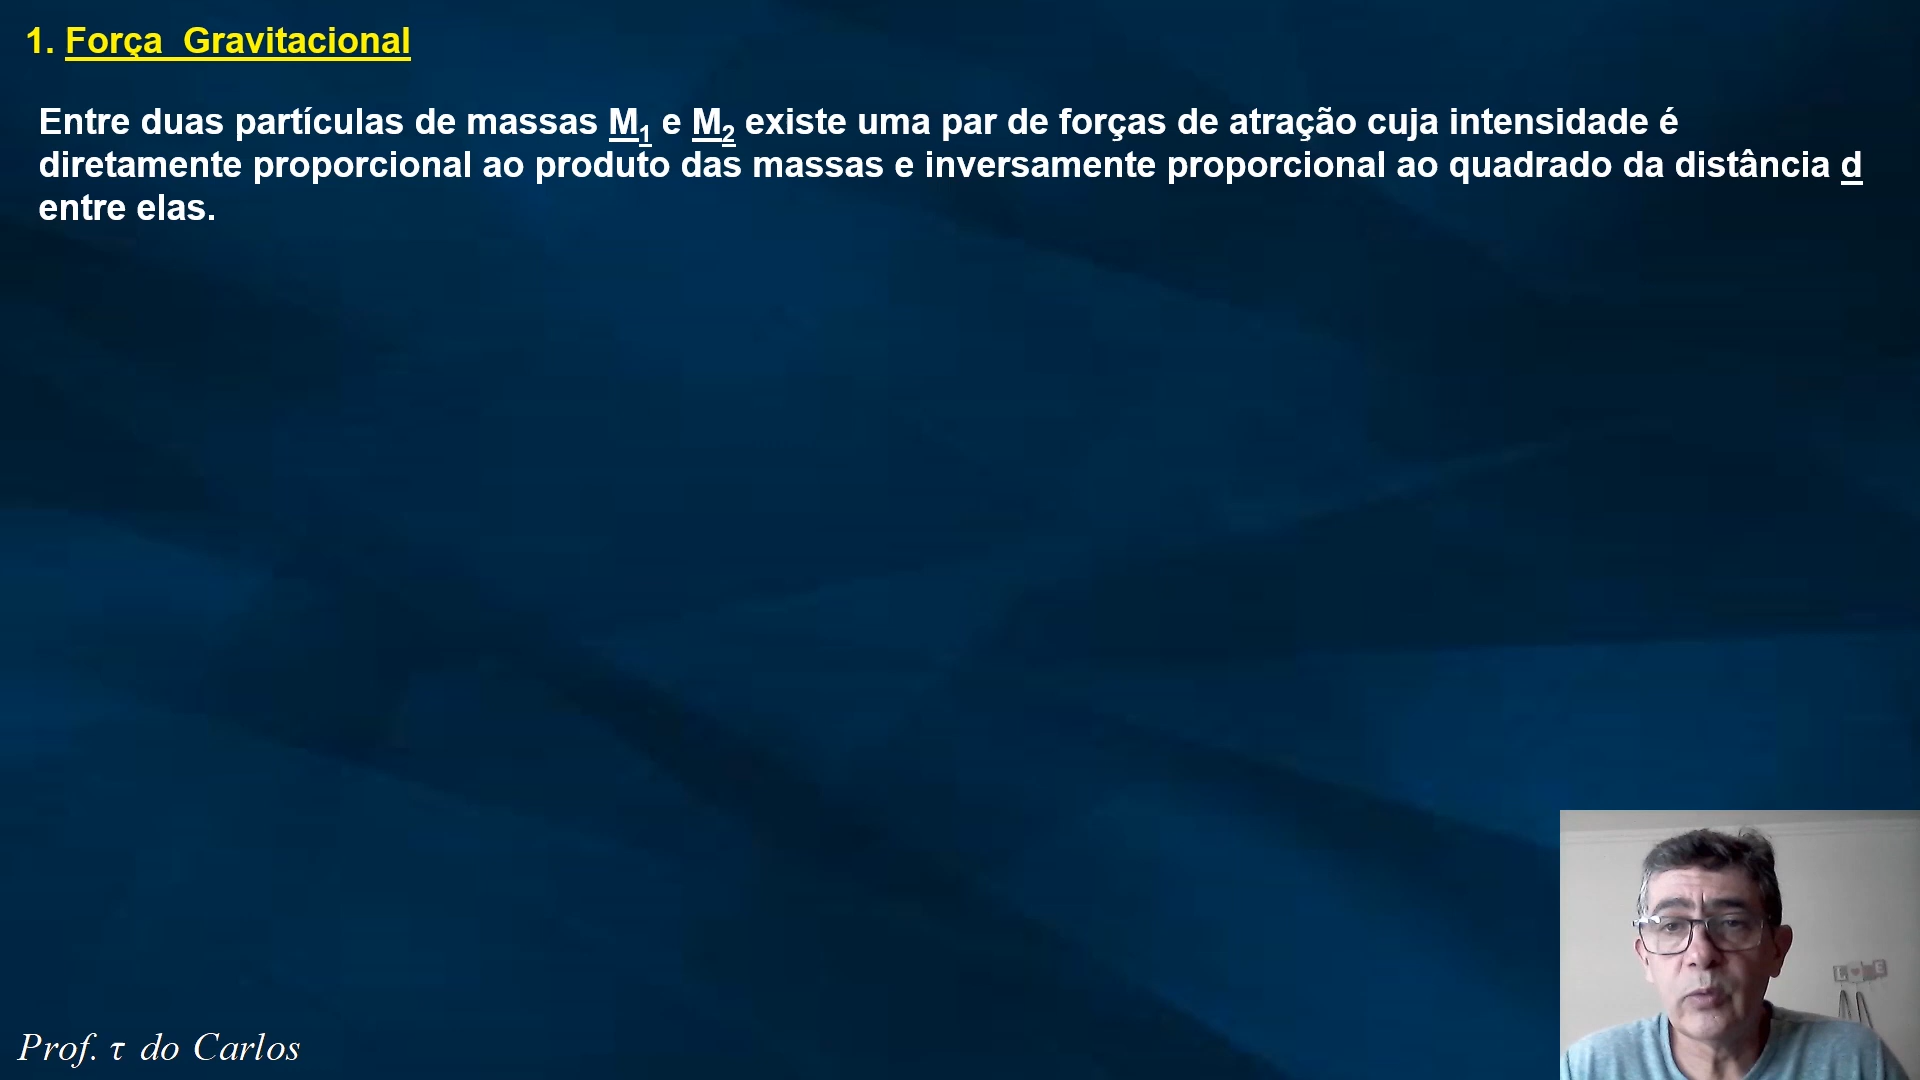 1. Força Gravitacional
Entre duas partículas de massas M1 e M2 existe uma par de forças de atração cuja intensidade é
diretamente proporcional ao produto das massas e inversamente proporcional ao quadrado da distância d
entre elas.
Prof. τ do Carlos